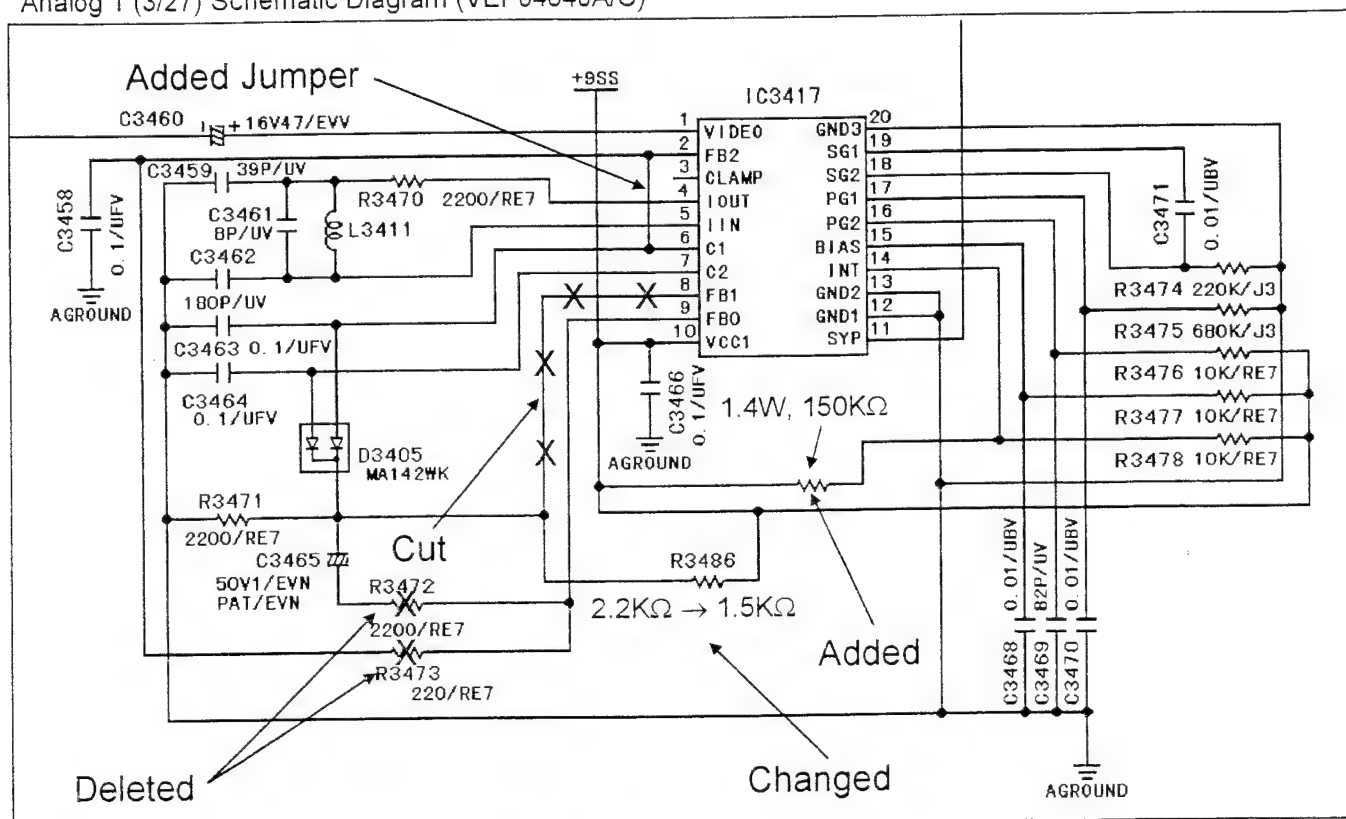 Analog 1 (3/27) Schematic Diagram (VEP84040A/C)
Added Jumper
+9SS
IC3417
C3460
+16V47/EVV
1 VIDEO
2 FB2
3 CLAMP
4 IOUT
5 IIN
6 C1
7 C2
8 FB1
9 FB0
10 VCC1
GND3 20
SG1 19
SG2 18
PG1 17
PG2 16
BIAS 15
INT 14
GND2 13
GND1 12
SYP 11
C3459
39P/UV
R3470
2200/RE7
C3458
0.1/UFV
C3461
8P/UV
L3411
C3462
180P/UV
AGROUND
C3463 0.1/UFV
C3464
0.1/UFV
C3466
0.1/UFV
AGROUND
C3471
0.01/UBV
R3474 220K/J3
R3475 680K/J3
R3476 10K/RE7
R3477 10K/RE7
R3478 10K/RE7
1.4W, 150KΩ
D3405
MA142WK
R3471
2200/RE7
C3465
50V1/EVN
PAT/EVN
Cut
R3472
2200/RE7
R3473
220/RE7
R3486
2.2KΩ → 1.5KΩ
Added
C3468 0.01/UBV
C3469 82P/UV
C3470 0.01/UBV
Deleted
Changed
AGROUND